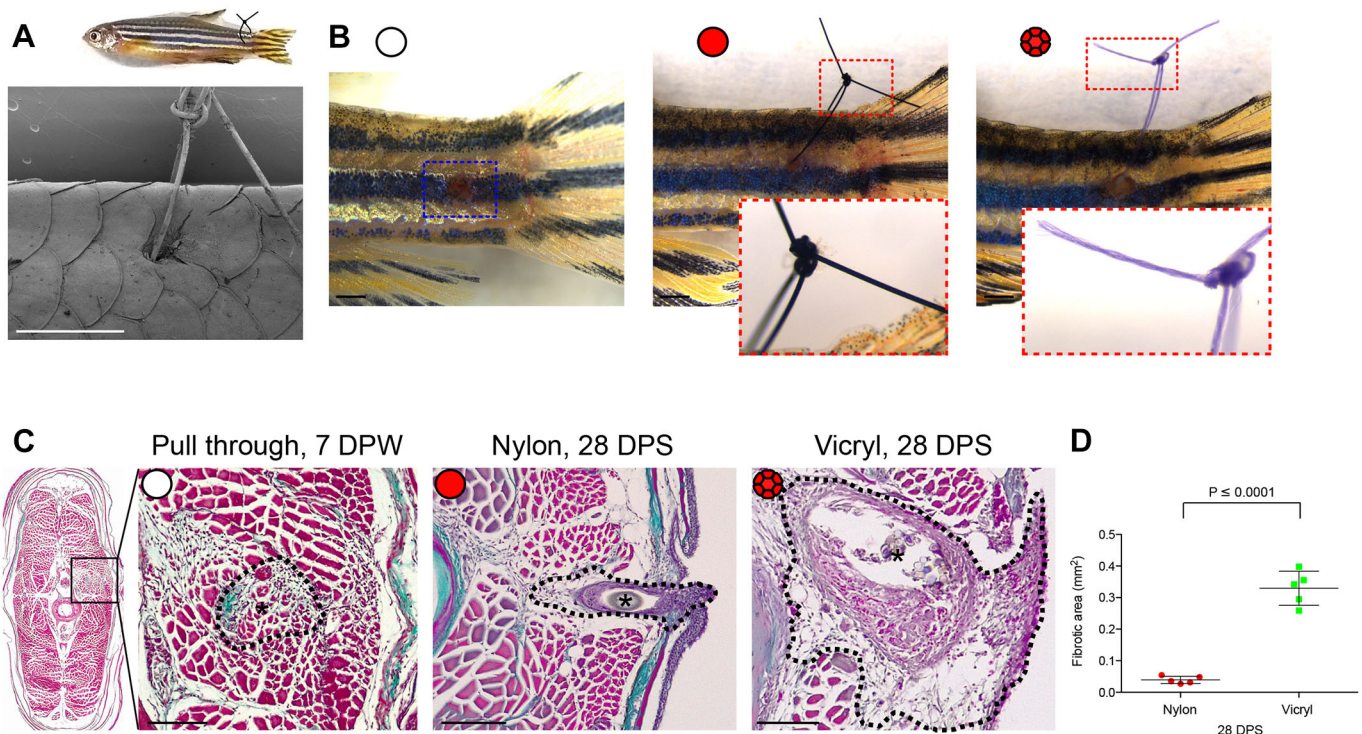 A
B
C
Pull through, 7 DPW
Nylon, 28 DPS
Vicryl, 28 DPS
*
*
*
D
P ≤ 0.0001
Fibrotic area (mm²)
0.5
0.4
0.3
0.2
0.1
0.0
Nylon
Vicryl
28 DPS